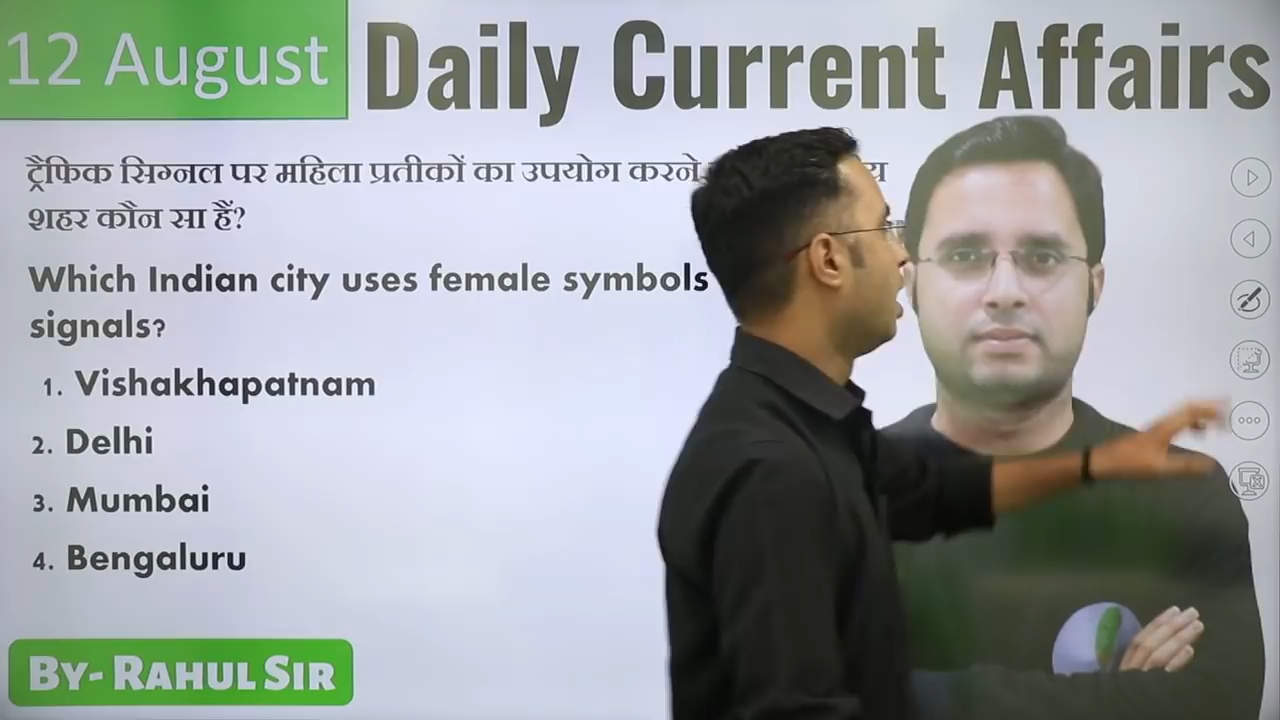 12 August
Daily Current Affairs
ट्रैफिक सिग्नल पर महिला प्रतीकों का उपयोग करने
शहर कौन सा हैं?
Which Indian city uses female symbols
signals?
1. Vishakhapatnam
2. Delhi
3. Mumbai
4. Bengaluru
BY- RAHUL SIR